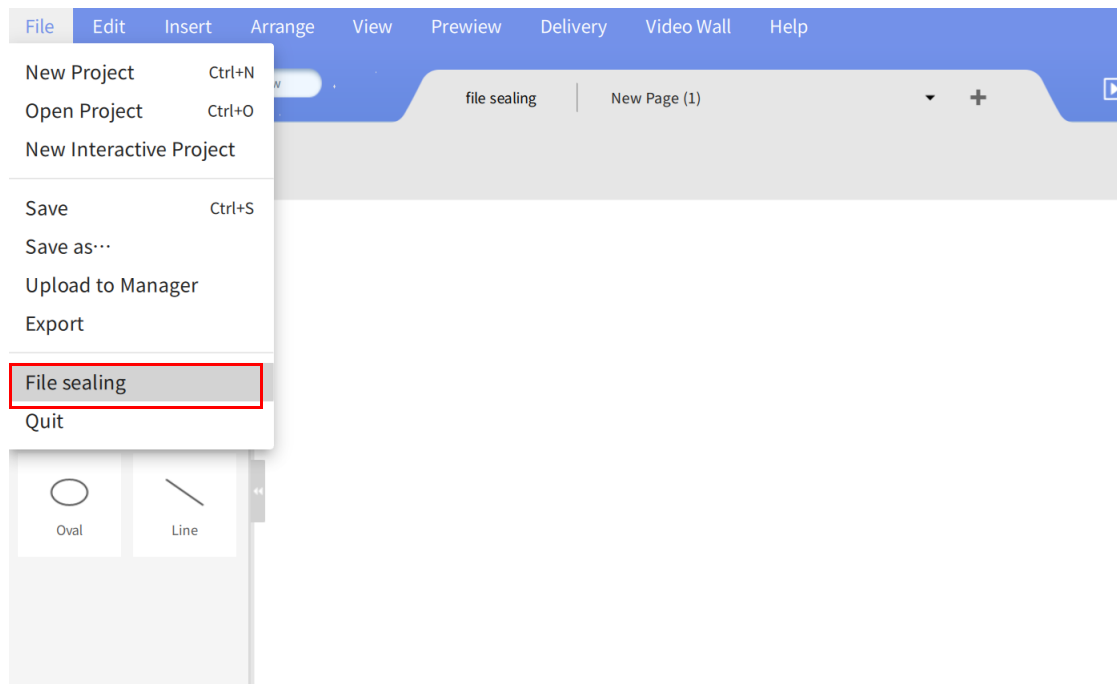 File Edit Insert Arrange View Prewiew Delivery Video Wall Help
New Project Ctrl+N
Open Project Ctrl+O
New Interactive Project
Save Ctrl+S
Save as···
Upload to Manager
Export
File sealing
Quit
file sealing New Page (1)
Oval Line